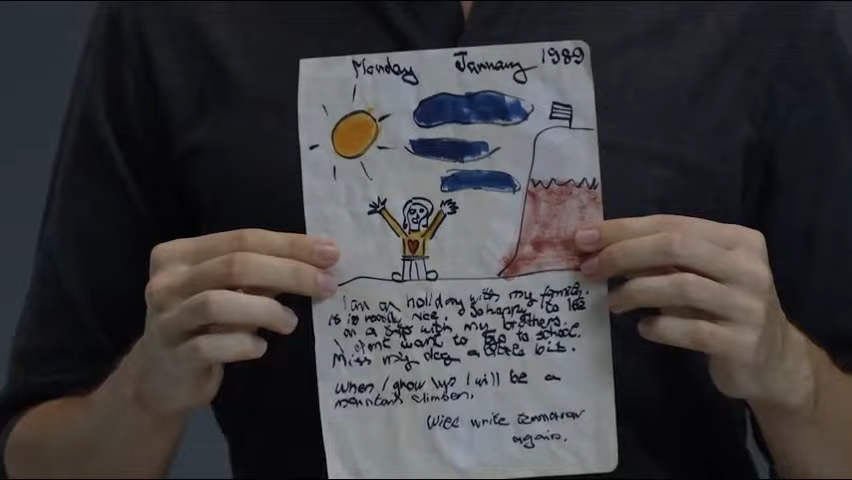 Monday January 1989
I am on holiday with my family.
is is really nice. So happy to be
on a with my brothers.
I dont want to go to school.
Miss my dog a little bit.
When I grow up I will be a
mountain climber.
Will write tomorrow
again.